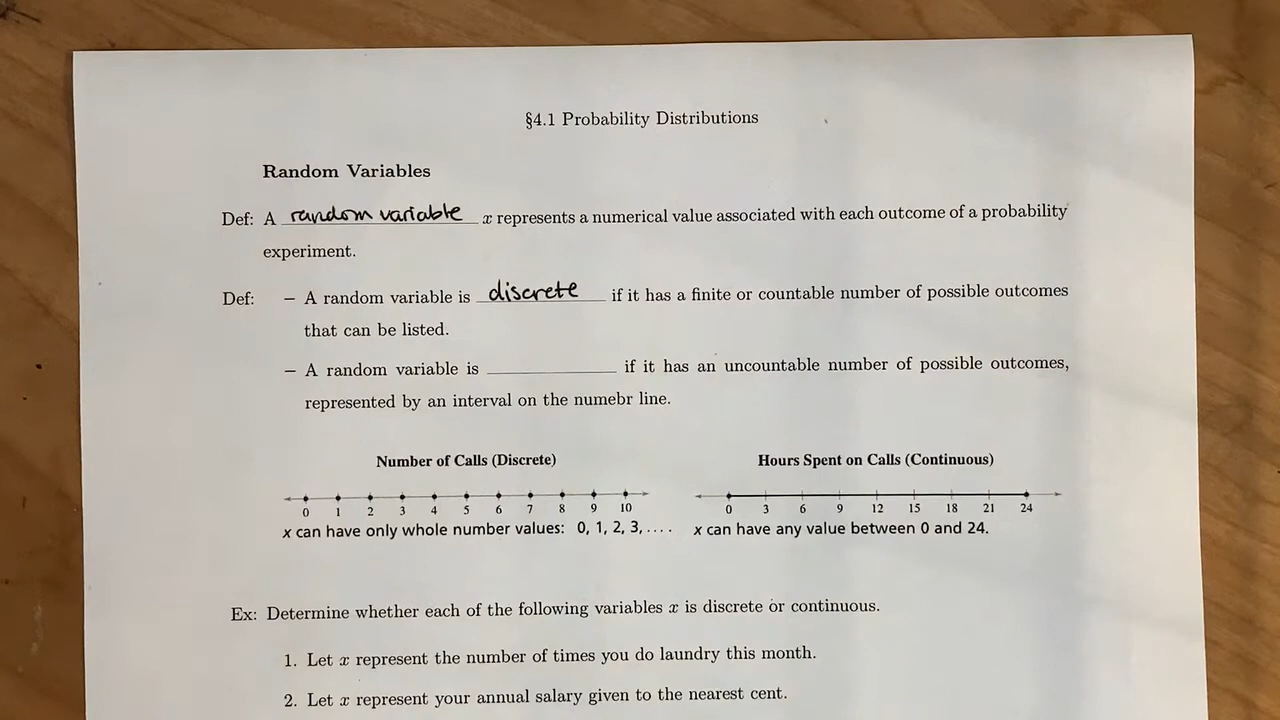 §4.1 Probability Distributions
Random Variables
Def: A random variable x represents a numerical value associated with each outcome of a probability
experiment.
Def: – A random variable is discrete if it has a finite or countable number of possible outcomes
that can be listed.
– A random variable is ____________ if it has an uncountable number of possible outcomes,
represented by an interval on the numebr line.
Number of Calls (Discrete)
0 1 2 3 4 5 6 7 8 9 10
x can have only whole number values: 0, 1, 2, 3, . . . .
Hours Spent on Calls (Continuous)
0 3 6 9 12 15 18 21 24
x can have any value between 0 and 24.
Ex: Determine whether each of the following variables x is discrete or continuous.
1. Let x represent the number of times you do laundry this month.
2. Let x represent your annual salary given to the nearest cent.